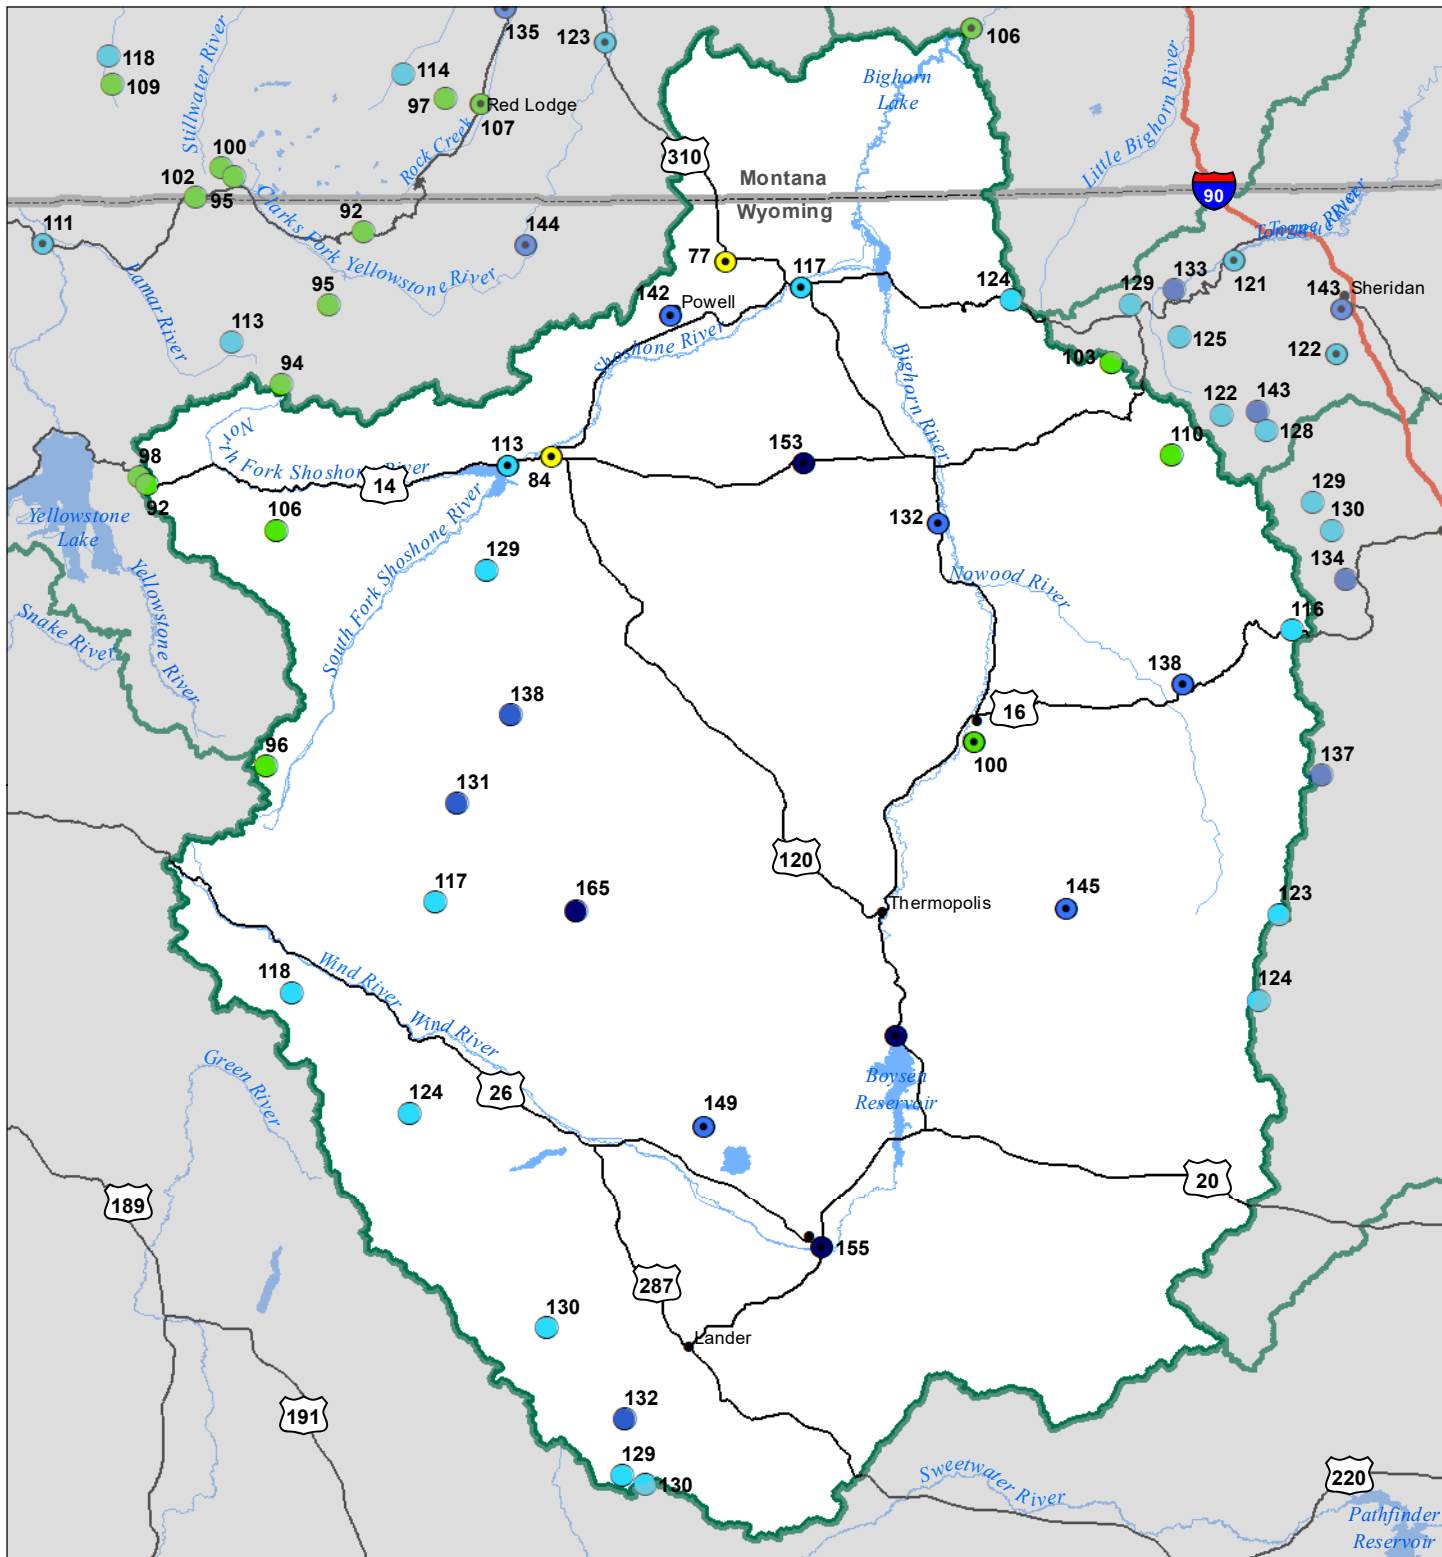 135
123
106
118
109
Stillwater River
114
97
Red Lodge
107
Rock Creek
Bighorn
Lake
Little Bighorn River
310
100
102
95
Montana
Wyoming
90
Clarks Fork Yellowstone River
92
111
144
Lamar River
95
113
94
77
117
142
Powell
Shoshone River
124
129
133
121
Tongue River
143
Sheridan
125
122
103
Bighorn River
122
143
128
110
North Fork Shoshone River
98
92
14
113
84
153
132
129
130
134
Yellowstone
Lake
106
South Fork Shoshone River
129
Yellowstone River
Snake River
Nowood River
116
138
138
16
100
96
137
131
120
117
165
Thermopolis
145
123
118
Wind River
Wind River
124
Green River
124
26
149
Boysen
Reservoir
189
20
155
287
130
Lander
191
132
129
130
Sweetwater River
220
Pathfinder
Reservoir